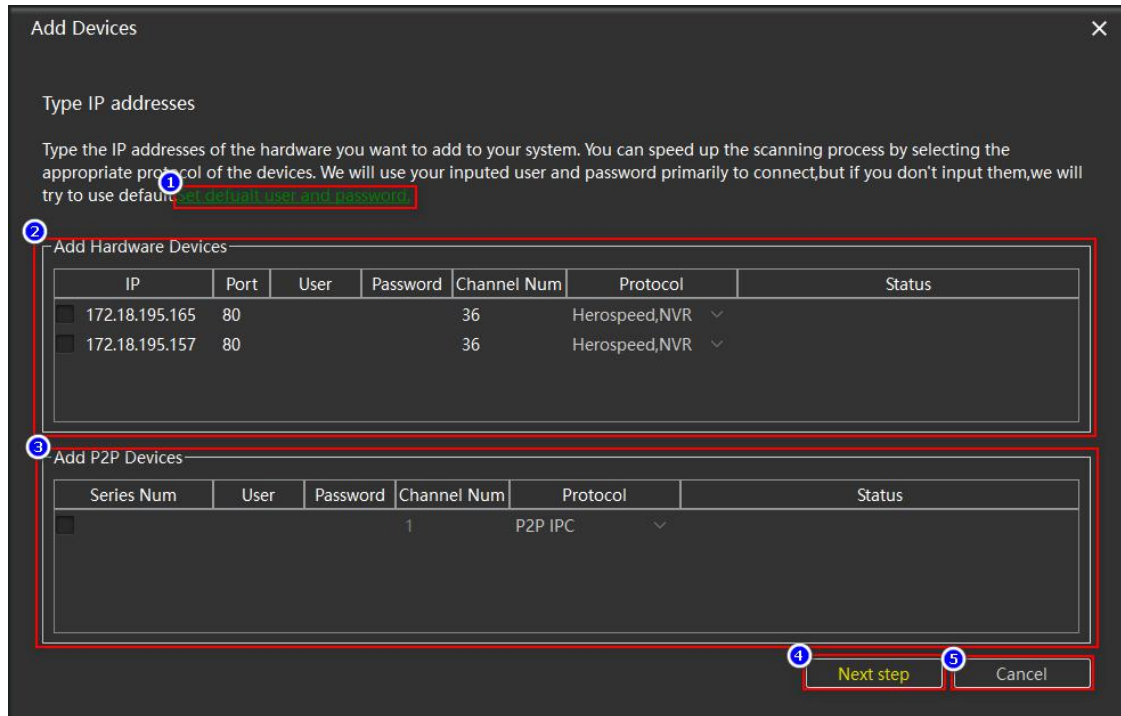 Add Devices
Type IP addresses
Type the IP addresses of the hardware you want to add to your system. You can speed up the scanning process by selecting the
appropriate protocol of the devices. We will use your inputed user and password primarily to connect,but if you don't input them,we will
try to use default.Set defualt user and password.
1
2
Add Hardware Devices
IP Port User Password Channel Num Protocol Status
172.18.195.165 80 36 Herospeed,NVR
172.18.195.157 80 36 Herospeed,NVR
3
Add P2P Devices
Series Num User Password Channel Num Protocol Status
1 P2P IPC
4 Next step 5 Cancel